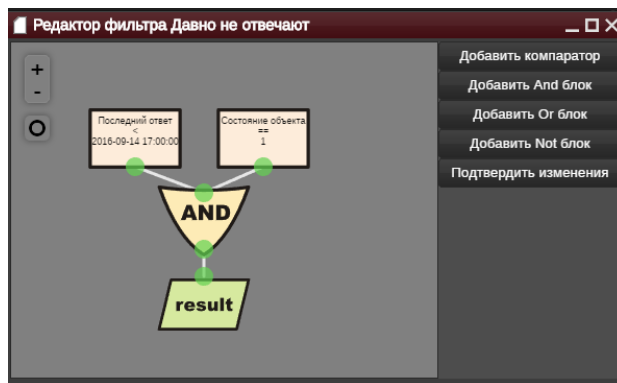 Редактор фильтра Давно не отвечают
+
-
Последний ответ
<
2016-09-14 17:00:00
Состояние объекта
==
1
AND
result
Добавить компаратор
Добавить And блок
Добавить Or блок
Добавить Not блок
Подтвердить изменения